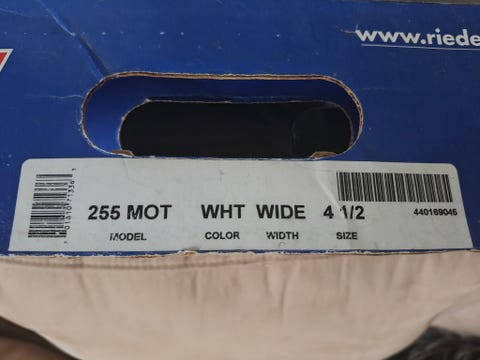 www.riede
255 MOT WHT WIDE 4 1/2
MODEL COLOR WIDTH SIZE
440169045